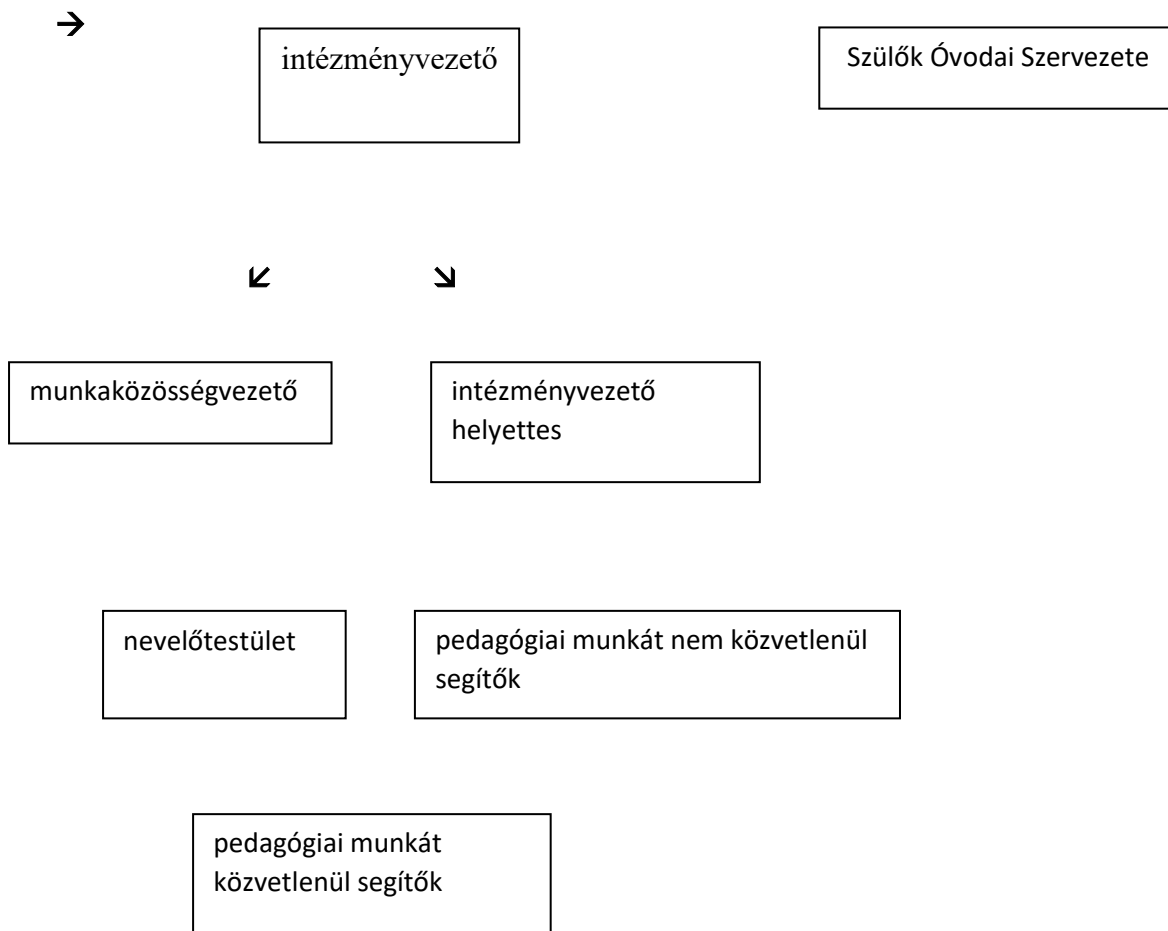 →
intézményvezető
Szülők Óvodai Szervezete
↙ ↘
munkaközösségvezető
intézményvezető
helyettes
nevelőtestület
pedagógiai munkát nem közvetlenül
segítők
pedagógiai munkát
közvetlenül segítők